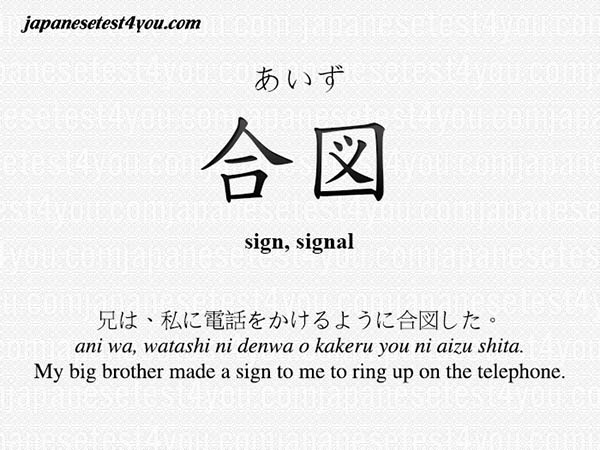 japanesetest4you.com
あいず
合図
sign, signal
兄は、私に電話をかけるように合図した。
ani wa, watashi ni denwa o kakeru you ni aizu shita.
My big brother made a sign to me to ring up on the telephone.